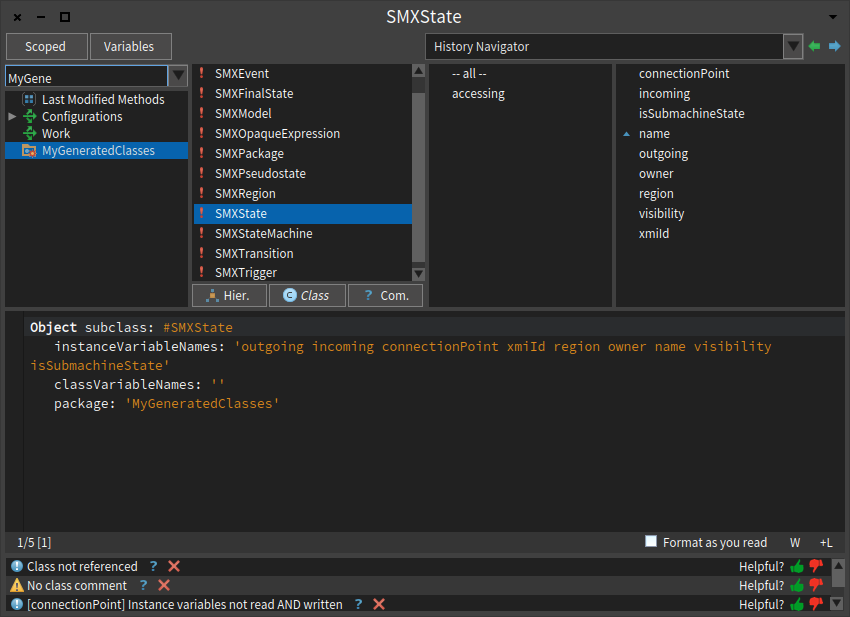 SMXState
Scoped
Variables
History Navigator
MyGene
Last Modified Methods
Configurations
Work
MyGeneratedClasses
SMXEvent
SMXFinalState
SMXModel
SMXOpaqueExpression
SMXPackage
SMXPseudostate
SMXRegion
SMXState
SMXStateMachine
SMXTransition
SMXTrigger
Hier.
C Class
? Com.
-- all --
accessing
connectionPoint
incoming
isSubmachineState
name
outgoing
owner
region
visibility
xmiId
Object subclass: #SMXState
instanceVariableNames: 'outgoing incoming connectionPoint xmiId region owner name visibility
isSubmachineState'
classVariableNames: ''
package: 'MyGeneratedClasses'
1/5 [1]
Format as you read
W
+L
Class not referenced ?
Helpful?
No class comment ?
Helpful?
[connectionPoint] Instance variables not read AND written ?
Helpful?